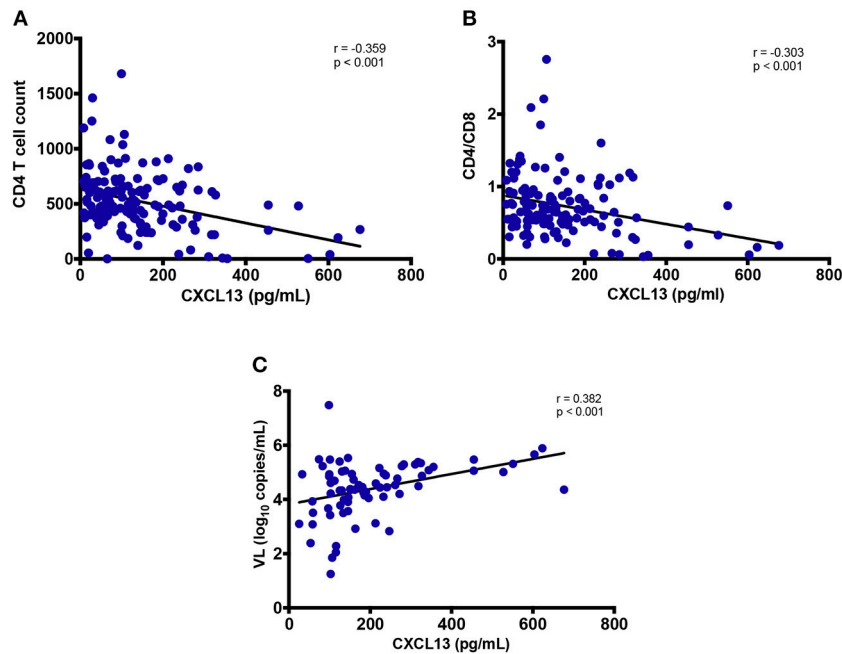 A
r = -0.359
p < 0.001
CD4 T cell count
2000
1500
1000
500
0
0 200 400 600 800
CXCL13 (pg/mL)
B
r = -0.303
p < 0.001
CD4/CD8
3
2
1
0
0 200 400 600 800
CXCL13 (pg/ml)
C
r = 0.382
p < 0.001
VL (log10 copies/mL)
8
6
4
2
0
0 200 400 600 800
CXCL13 (pg/mL)